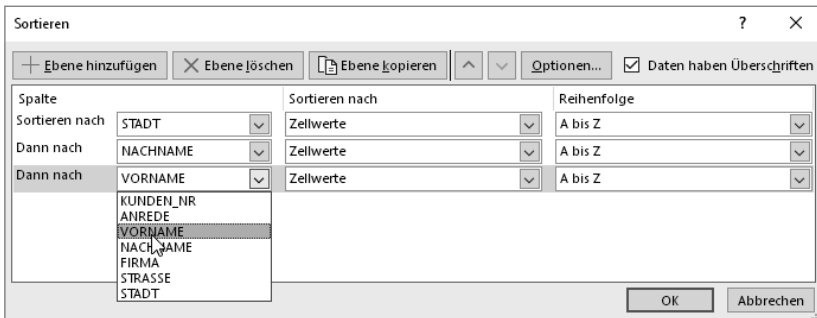 Sortieren ? ×
Ebene hinzufügen Ebene löschen Ebene kopieren Optionen... Daten haben Überschriften
Spalte Sortieren nach Reihenfolge
Sortieren nach STADT Zellwerte A bis Z
Dann nach NACHNAME Zellwerte A bis Z
Dann nach VORNAME Zellwerte A bis Z
KUNDEN_NR
ANREDE
VORNAME
NACHNAME
FIRMA
STRASSE
STADT
OK Abbrechen